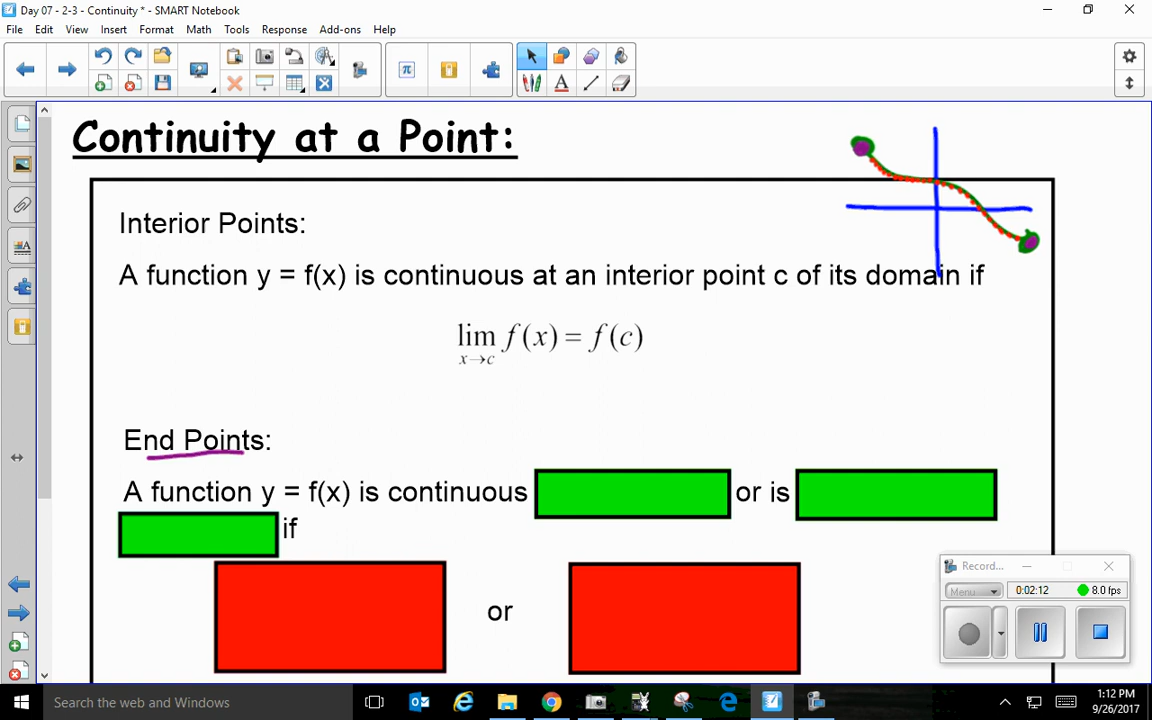 Day 07 - 2-3 - Continuity * - SMART Notebook
File Edit View Insert Format Math Tools Response Add-ons Help
Continuity at a Point:
Interior Points:
A function y = f(x) is continuous at an interior point c of its domain if
lim f(x) = f(c)
x→c
End Points:
A function y = f(x) is continuous or is
if
or
Record...
Menu 0:02:12 8.0 fps
Search the web and Windows
1:12 PM
9/26/2017